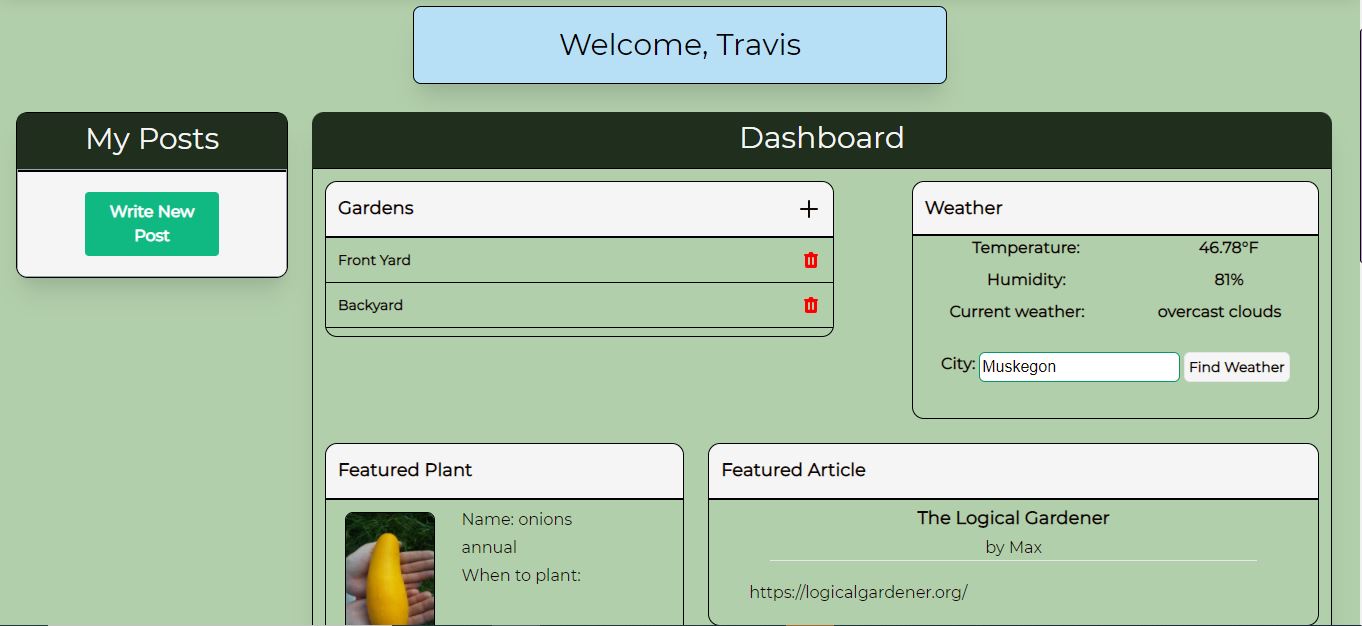 Welcome, Travis
My Posts
Write New
Post
Dashboard
Gardens
Front Yard
Backyard
Weather
Temperature: 46.78°F
Humidity: 81%
Current weather: overcast clouds
City: Muskegon Find Weather
Featured Plant
Name: onions
annual
When to plant:
Featured Article
The Logical Gardener
by Max
https://logicalgardener.org/